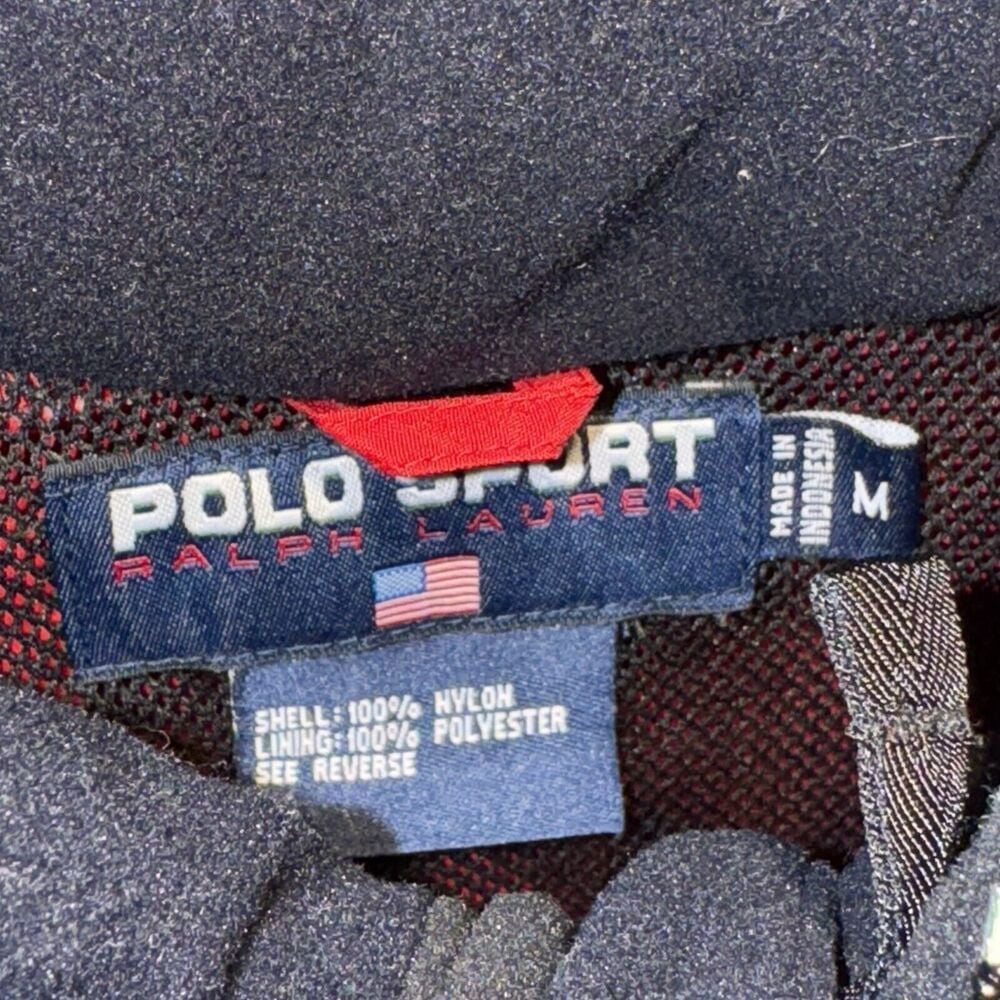 POLO SPORT
RALPH LAUREN
MADE IN
INDONESIA
M
SHELL: 100% NYLON
LINING: 100% POLYESTER
SEE REVERSE